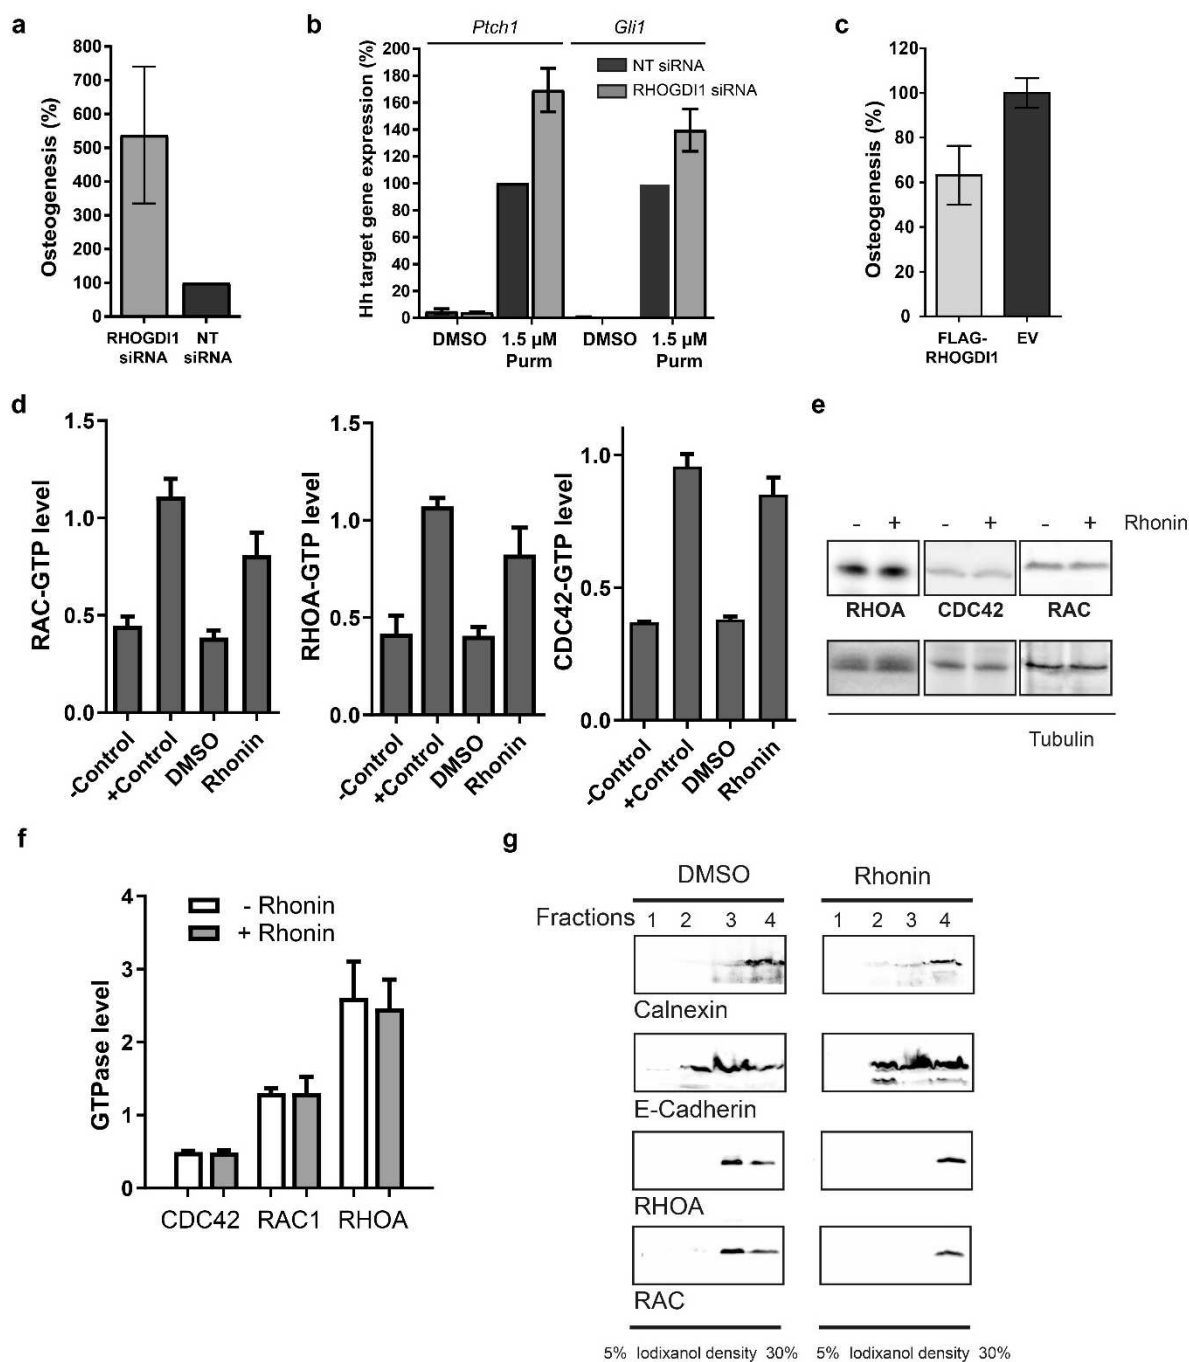 a
800
700
600
500
400
300
200
100
0
Osteogenesis (%)
RHOGDI1
siRNA
NT
siRNA
b
Ptch1
Gli1
200
180
160
140
120
100
80
60
40
20
0
Hh target gene expression (%)
NT siRNA
RHOGDI1 siRNA
DMSO
1.5 µM
Purm
DMSO
1.5 µM
Purm
c
120
100
80
60
40
20
0
Osteogenesis (%)
FLAG-
RHOGDI1
EV
d
1.5
1.0
0.5
0.0
RAC-GTP level
-Control
+Control
DMSO
Rhonin
1.5
1.0
0.5
0.0
RHOA-GTP level
-Control
+Control
DMSO
Rhonin
1.0
0.5
0.0
CDC42-GTP level
-Control
+Control
DMSO
Rhonin
e
- + - + - + Rhonin
RHOA CDC42 RAC
Tubulin
f
4
3
2
1
0
GTPase level
- Rhonin
+ Rhonin
CDC42 RAC1 RHOA
g
DMSO Rhonin
Fractions 1 2 3 4 1 2 3 4
Calnexin
E-Cadherin
RHOA
RAC
5% Iodixanol density 30% 5% Iodixanol density 30%